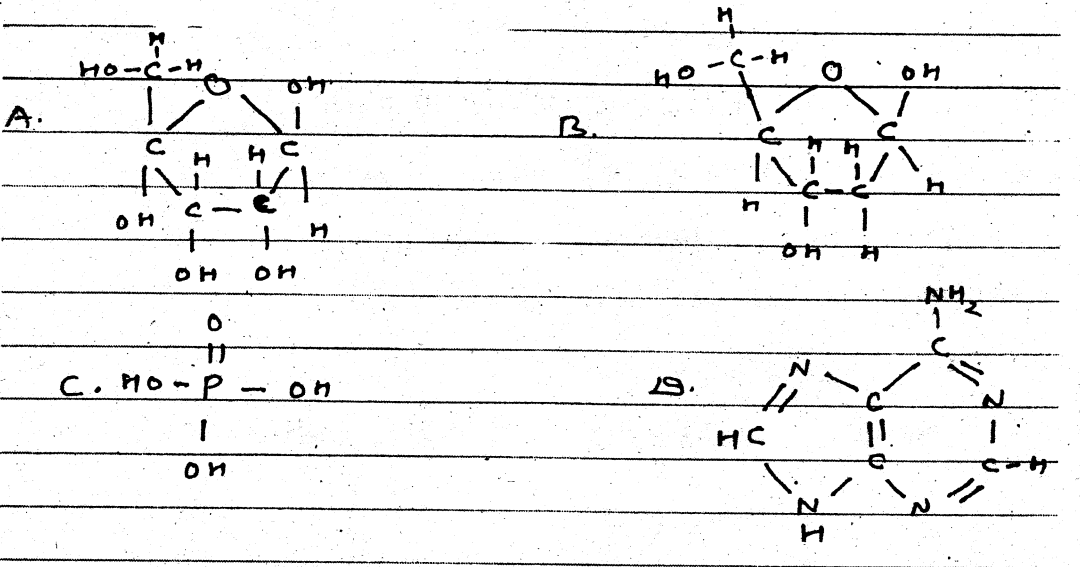 H H
HO-C-H O OH HO-C-H O OH
A. B.
C C C C
H H H H
OH C-C H H C-C H
OH OH OH H
NH2
O C
C. HO-P-OH D. N C N
OH HC C C-H
N N
H